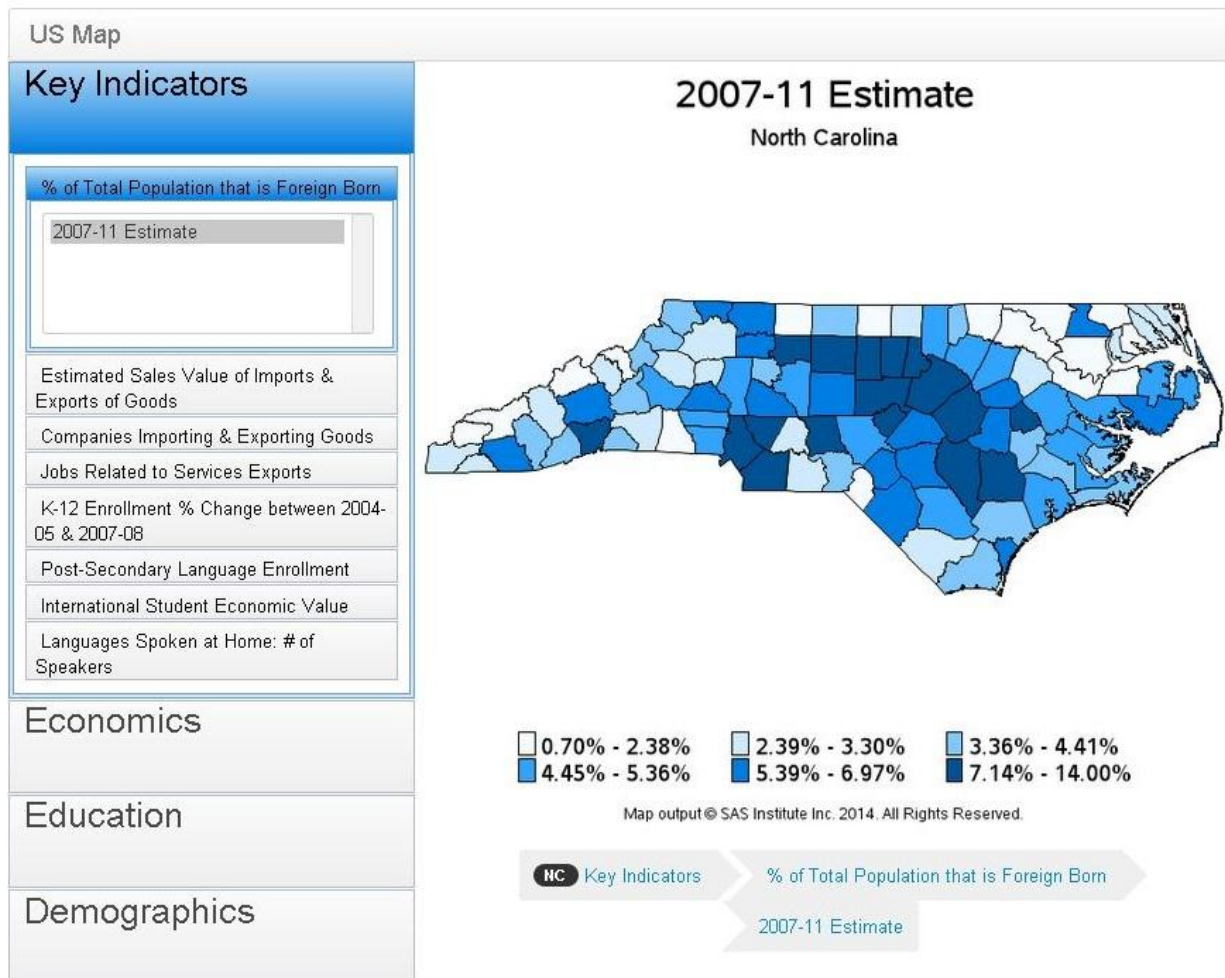 US Map
Key Indicators
% of Total Population that is Foreign Born
2007-11 Estimate
Estimated Sales Value of Imports &
Exports of Goods
Companies Importing & Exporting Goods
Jobs Related to Services Exports
K-12 Enrollment % Change between 2004-
05 & 2007-08
Post-Secondary Language Enrollment
International Student Economic Value
Languages Spoken at Home: # of
Speakers
Economics
Education
Demographics
2007-11 Estimate
North Carolina
0.70% - 2.38% 2.39% - 3.30% 3.36% - 4.41%
4.45% - 5.36% 5.39% - 6.97% 7.14% - 14.00%
Map output © SAS Institute Inc. 2014. All Rights Reserved.
NC Key Indicators % of Total Population that is Foreign Born
2007-11 Estimate